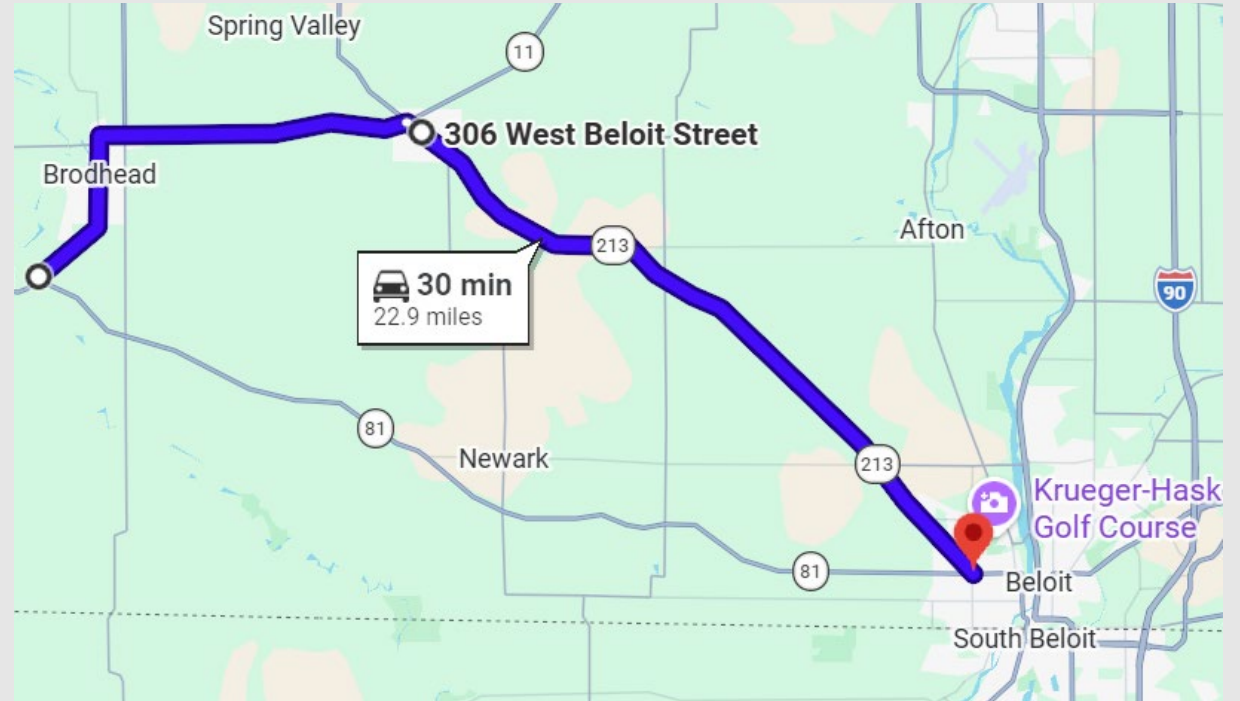 Spring Valley
11
306 West Beloit Street
Brodhead
Afton
213
30 min
22.9 miles
90
81
Newark
213
Krueger-Hask
Golf Course
81
Beloit
South Beloit